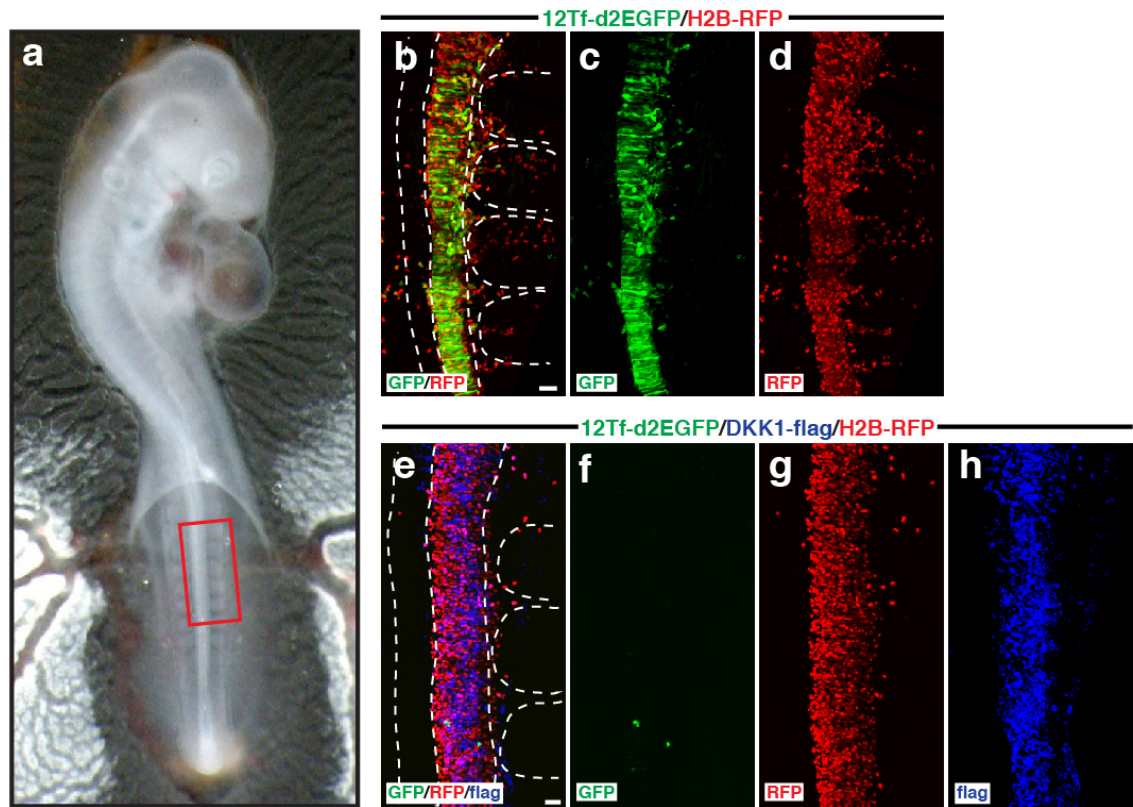 12Tf-d2EGFP/H2B-RFP
a
b
c
d
GFP/RFP
GFP
RFP
12Tf-d2EGFP/DKK1-flag/H2B-RFP
e
f
g
h
GFP/RFP/flag
GFP
RFP
flag